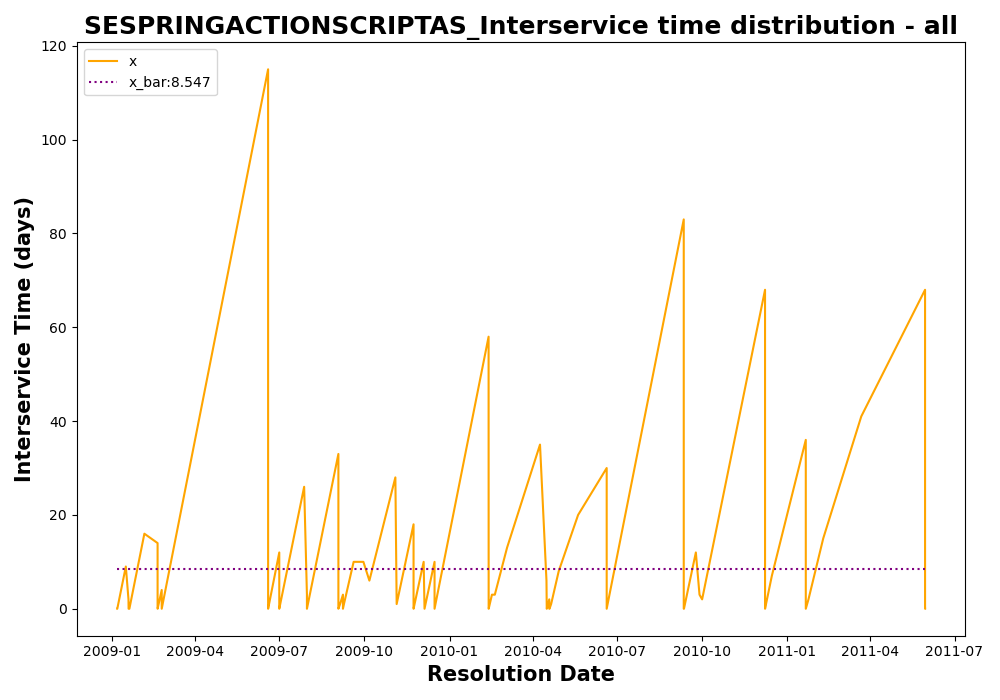 SESPRINGACTIONSCRIPTAS_Interservice time distribution - all
x
x_bar:8.547
Interservice Time (days)
120
100
80
60
40
20
0
2009-01 2009-04 2009-07 2009-10 2010-01 2010-04 2010-07 2010-10 2011-01 2011-04 2011-07
Resolution Date